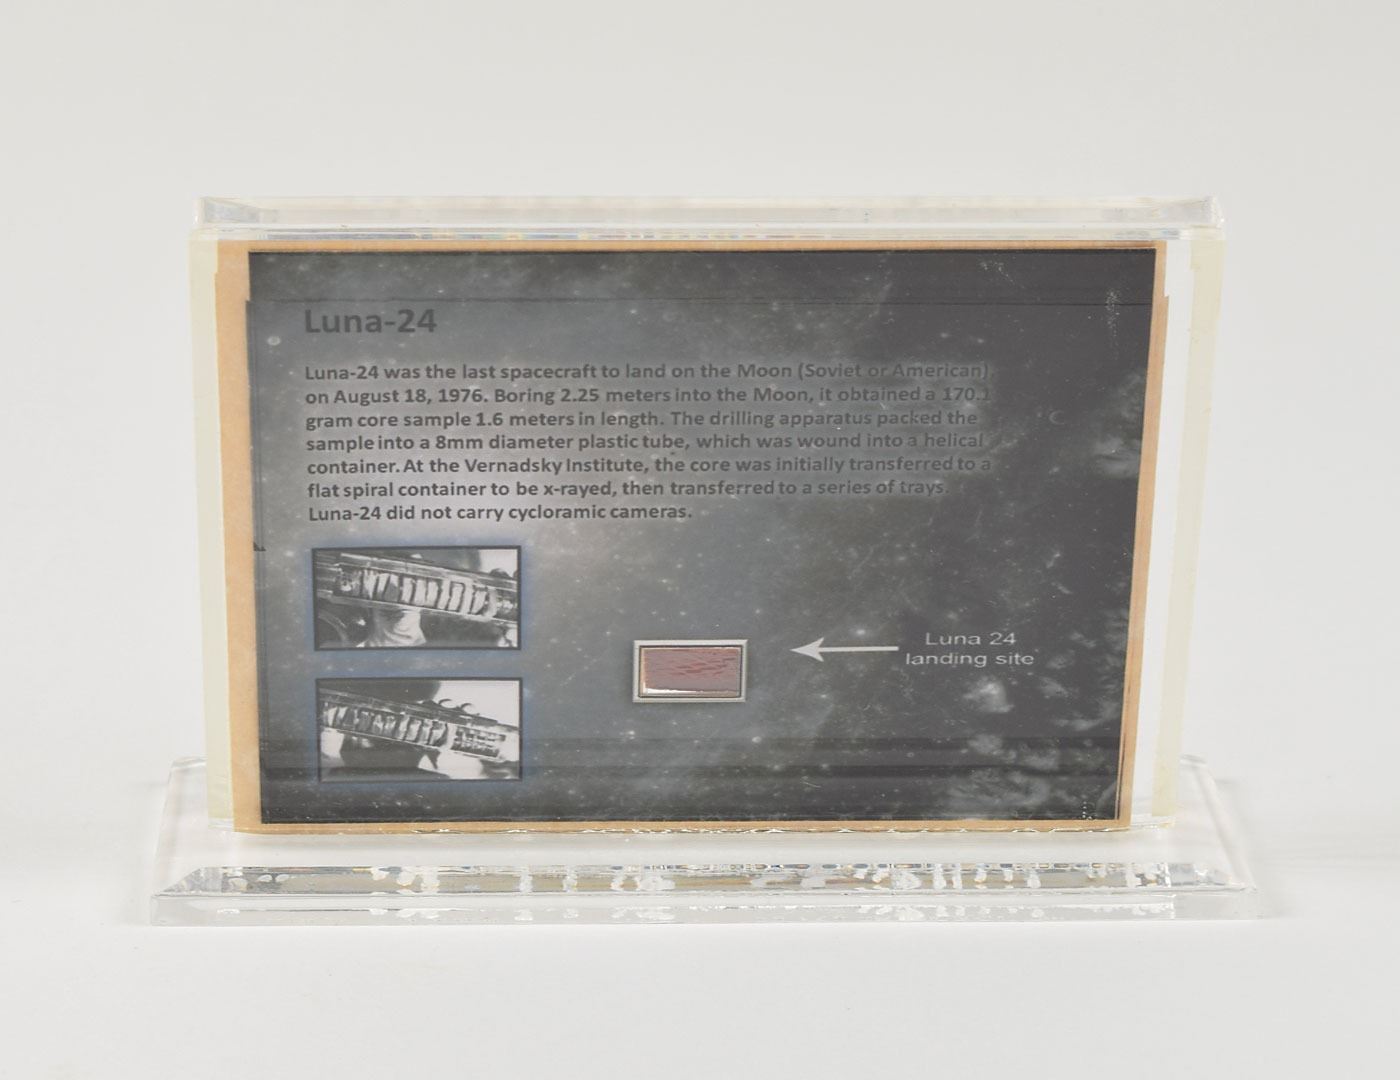 Luna-24
Luna-24 was the last spacecraft to land on the Moon (Soviet or American),
on August 18, 1976. Boring 2.25 meters into the Moon, it obtained a 170.1
gram core sample 1.6 meters in length. The drilling apparatus packed the
sample into a 8mm diameter plastic tube, which was wound into a helical
container. At the Vernadsky Institute, the core was initially transferred to a
flat spiral container to be x-rayed, then transferred to a series of trays.
Luna-24 did not carry cycloramic cameras.
Luna 24
landing site